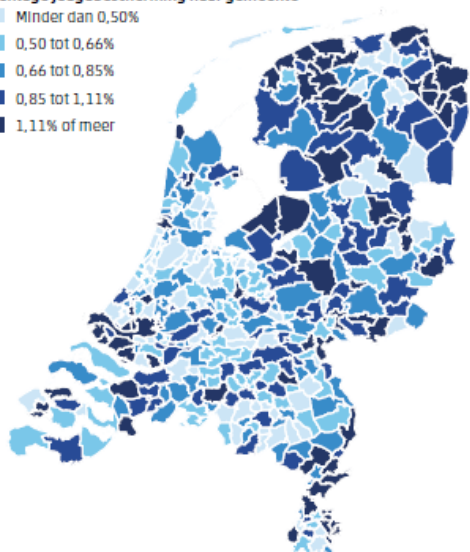 Minder dan 0,50%
0,50 tot 0,66%
0,66 tot 0,85%
0,85 tot 1,11%
1,11% of meer